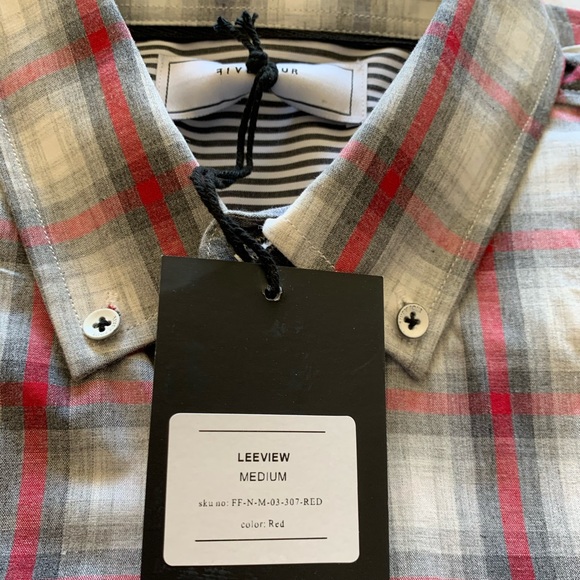 LEEVIEW
MEDIUM
sku no: FF-N-M-03-307-RED
color: Red